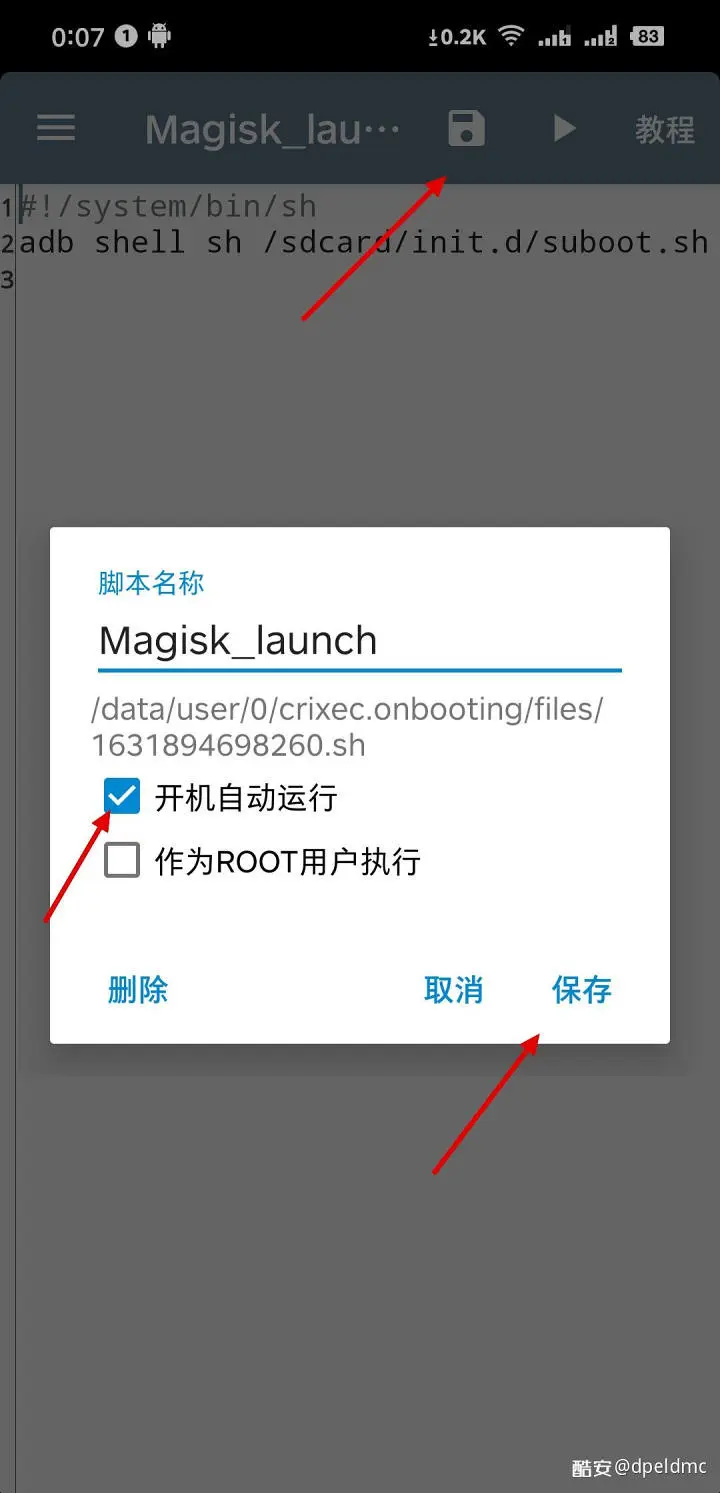 0:07 1 0.2K 1 2 83
Magisk_lau··· 教程
1 #!/system/bin/sh
2 adb shell sh /sdcard/init.d/suboot.sh
3
脚本名称
Magisk_launch
/data/user/0/crixec.onbooting/files/
1631894698260.sh
开机自动运行
作为ROOT用户执行
删除 取消 保存
酷安@dpeldmc